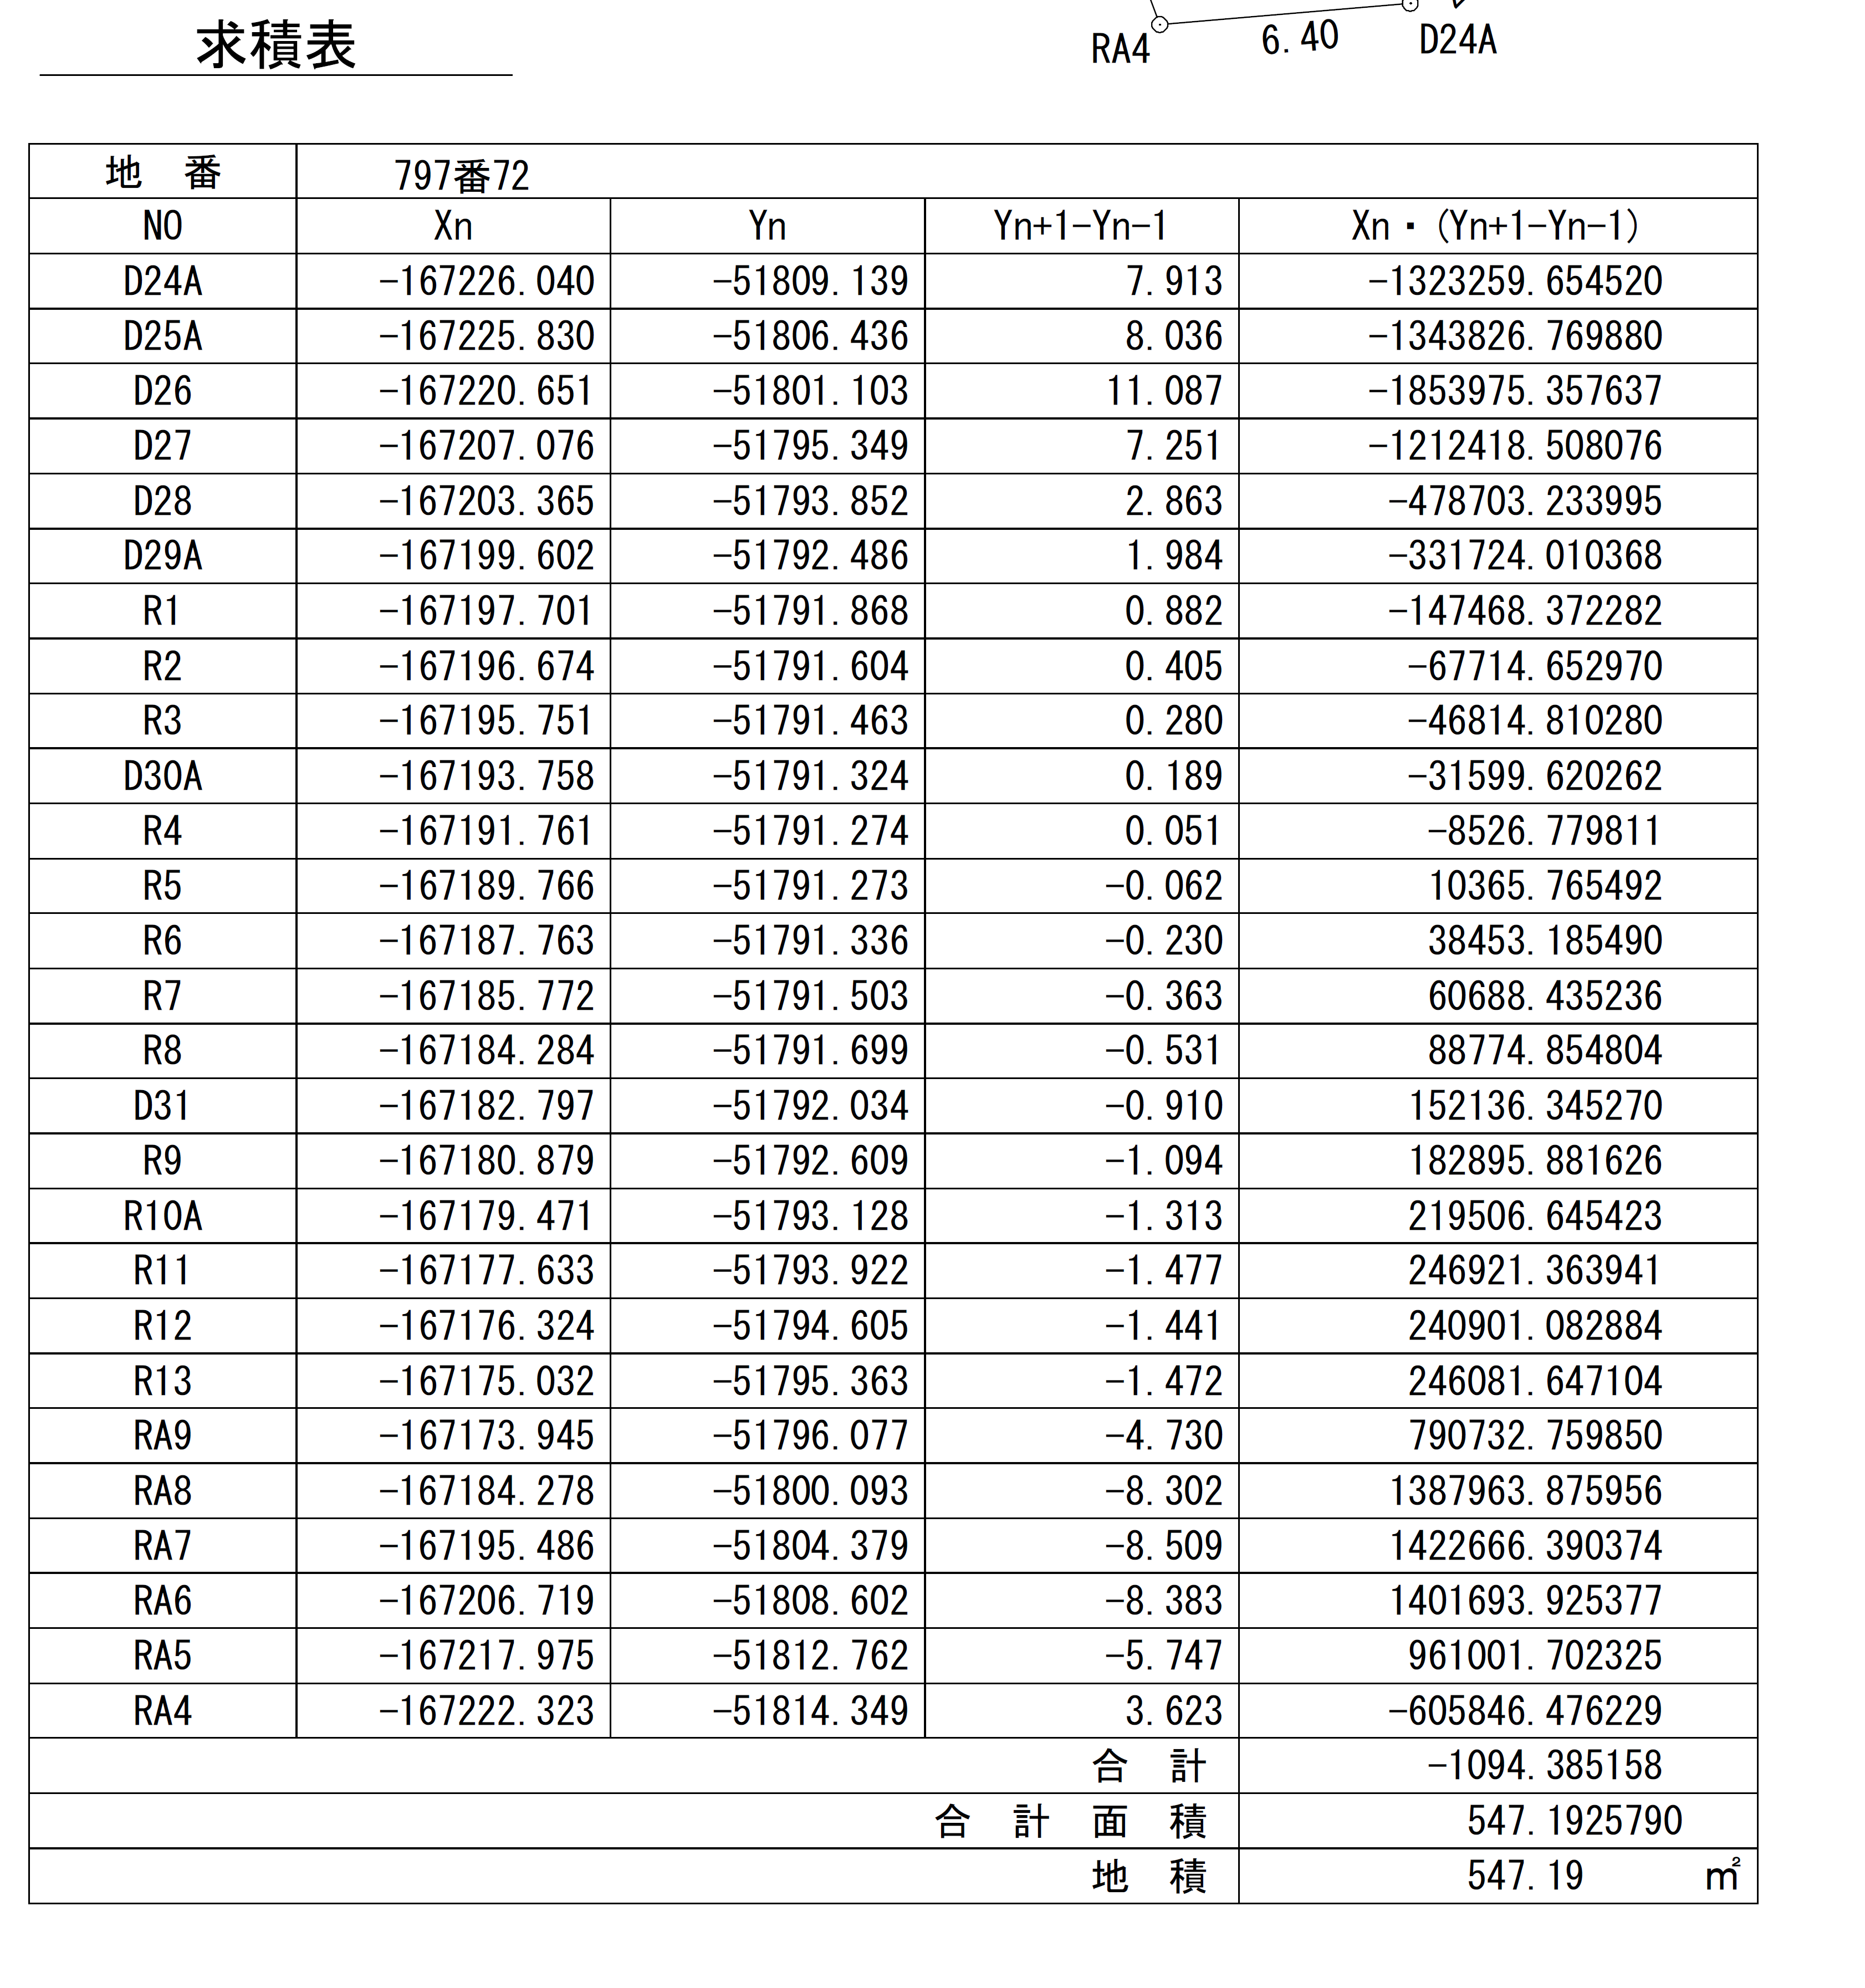 求積表
RA4 6.40 D24A
地 番 797番72
NO Xn Yn Yn+1-Yn-1 Xn・(Yn+1-Yn-1)
D24A -167226.040 -51809.139 7.913 -1323259.654520
D25A -167225.830 -51806.436 8.036 -1343826.769880
D26 -167220.651 -51801.103 11.087 -1853975.357637
D27 -167207.076 -51795.349 7.251 -1212418.508076
D28 -167203.365 -51793.852 2.863 -478703.233995
D29A -167199.602 -51792.486 1.984 -331724.010368
R1 -167197.701 -51791.868 0.882 -147468.372282
R2 -167196.674 -51791.604 0.405 -67714.652970
R3 -167195.751 -51791.463 0.280 -46814.810280
D30A -167193.758 -51791.324 0.189 -31599.620262
R4 -167191.761 -51791.274 0.051 -8526.779811
R5 -167189.766 -51791.273 -0.062 10365.765492
R6 -167187.763 -51791.336 -0.230 38453.185490
R7 -167185.772 -51791.503 -0.363 60688.435236
R8 -167184.284 -51791.699 -0.531 88774.854804
D31 -167182.797 -51792.034 -0.910 152136.345270
R9 -167180.879 -51792.609 -1.094 182895.881626
R10A -167179.471 -51793.128 -1.313 219506.645423
R11 -167177.633 -51793.922 -1.477 246921.363941
R12 -167176.324 -51794.605 -1.441 240901.082884
R13 -167175.032 -51795.363 -1.472 246081.647104
RA9 -167173.945 -51796.077 -4.730 790732.759850
RA8 -167184.278 -51800.093 -8.302 1387963.875956
RA7 -167195.486 -51804.379 -8.509 1422666.390374
RA6 -167206.719 -51808.602 -8.383 1401693.925377
RA5 -167217.975 -51812.762 -5.747 961001.702325
RA4 -167222.323 -51814.349 3.623 -605846.476229
合 計 -1094.385158
合 計 面 積 547.1925790
地 積 547.19 ㎡